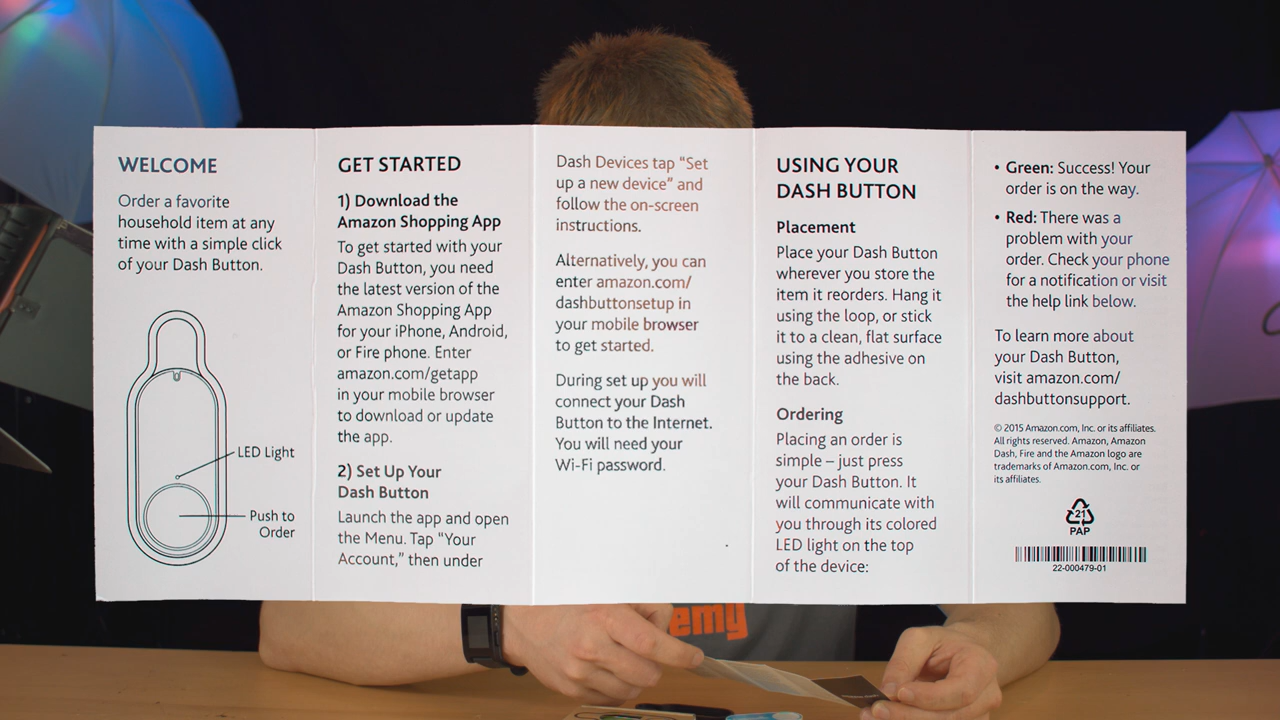 WELCOME
Order a favorite
household item at any
time with a simple click
of your Dash Button.
LED Light
Push to
Order
GET STARTED
1) Download the
Amazon Shopping App
To get started with your
Dash Button, you need
the latest version of the
Amazon Shopping App
for your iPhone, Android,
or Fire phone. Enter
amazon.com/getapp
in your mobile browser
to download or update
the app.
2) Set Up Your
Dash Button
Launch the app and open
the Menu. Tap “Your
Account,” then under
Dash Devices tap “Set
up a new device” and
follow the on-screen
instructions.
Alternatively, you can
enter amazon.com/
dashbuttonsetup in
your mobile browser
to get started.
During set up you will
connect your Dash
Button to the Internet.
You will need your
Wi-Fi password.
USING YOUR
DASH BUTTON
Placement
Place your Dash Button
wherever you store the
item it reorders. Hang it
using the loop, or stick
it to a clean, flat surface
using the adhesive on
the back.
Ordering
Placing an order is
simple – just press
your Dash Button. It
will communicate with
you through its colored
LED light on the top
of the device:
• Green: Success! Your
order is on the way.
• Red: There was a
problem with your
order. Check your phone
for a notification or visit
the help link below.
To learn more about
your Dash Button,
visit amazon.com/
dashbuttonsupport.
© 2015 Amazon.com, Inc. or its affiliates.
All rights reserved. Amazon, Amazon
Dash, Fire and the Amazon logo are
trademarks of Amazon.com, Inc. or
its affiliates.
21
PAP
22-000479-01
emy